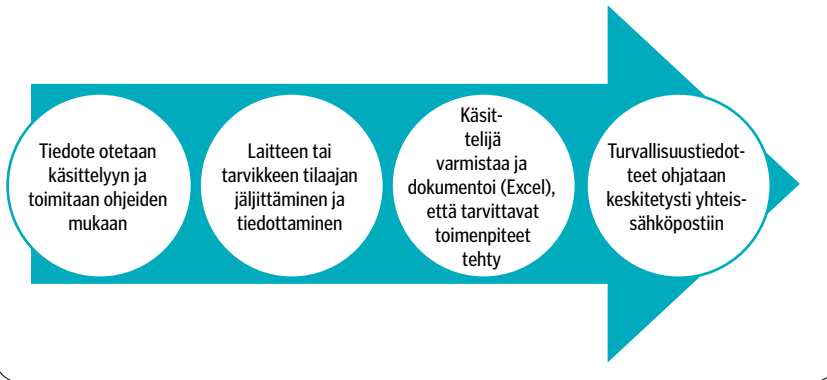 Tiedote otetaan
käsittelyyn ja
toimitaan ohjeiden
mukaan
Laitteen tai
tarvikkeen tilaajan
jäljittäminen ja
tiedottaminen
Käsit-
telijä
varmistaa ja
dokumentoi (Excel),
että tarvittavat
toimenpiteet
tehty
Turvallisuustiedot-
teet ohjataan
keskitetysti yhteis-
sähköpostiin